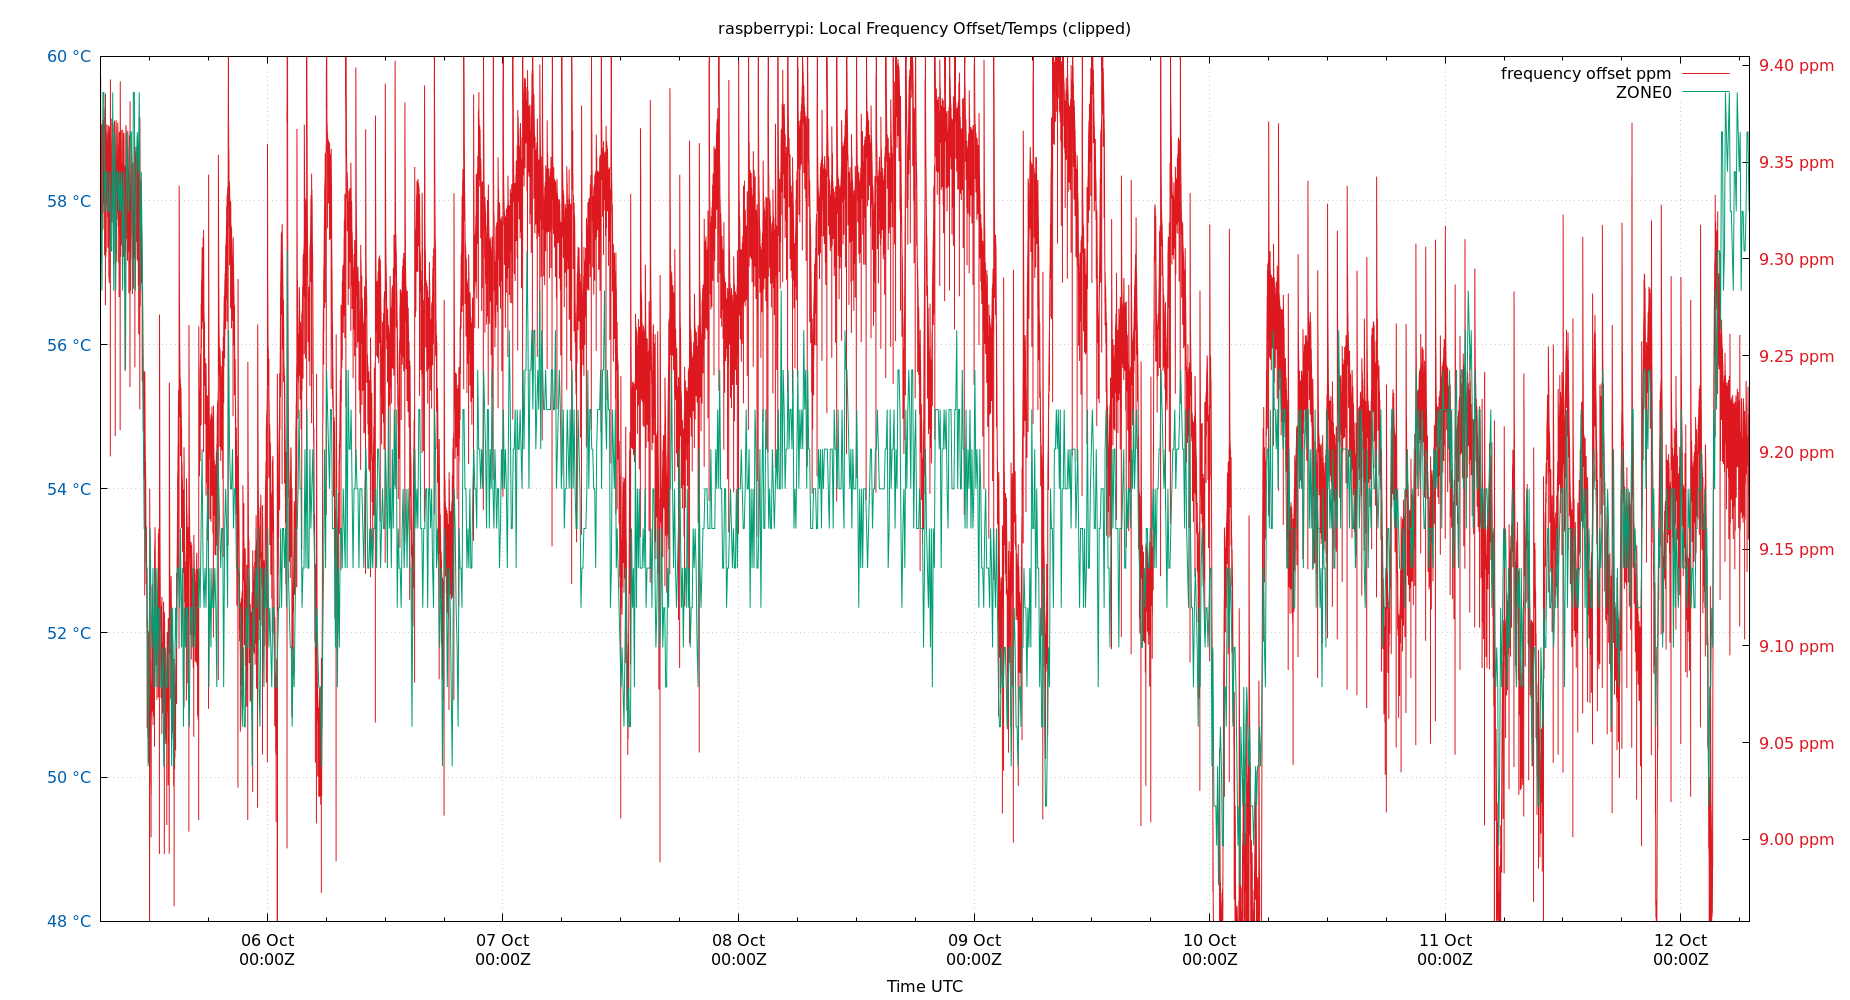 raspberrypi: Local Frequency Offset/Temps (clipped)
60 °C
58 °C
56 °C
54 °C
52 °C
50 °C
48 °C
9.40 ppm
9.35 ppm
9.30 ppm
9.25 ppm
9.20 ppm
9.15 ppm
9.10 ppm
9.05 ppm
9.00 ppm
frequency offset ppm
ZONE0
06 Oct 07 Oct 08 Oct 09 Oct 10 Oct 11 Oct 12 Oct
00:00Z 00:00Z 00:00Z 00:00Z 00:00Z 00:00Z 00:00Z
Time UTC